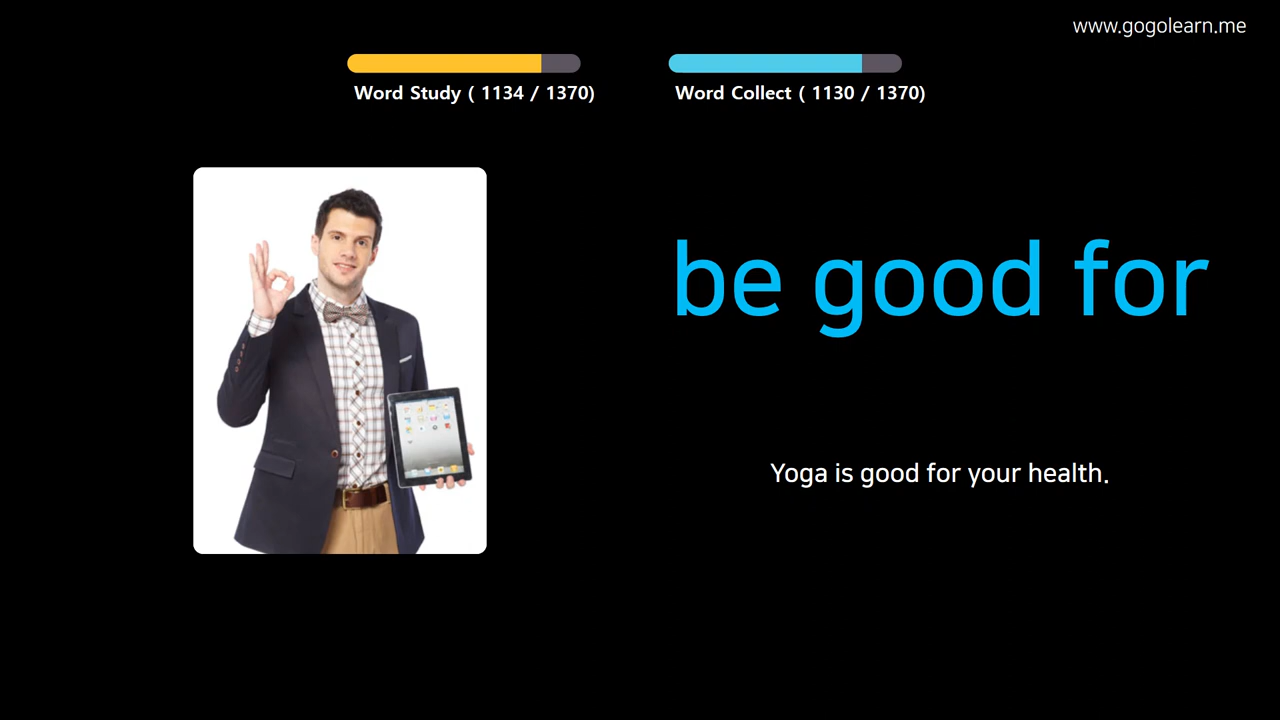 www.gogolearn.me
Word Study ( 1134 / 1370)
Word Collect ( 1130 / 1370)
be good for
Yoga is good for your health.